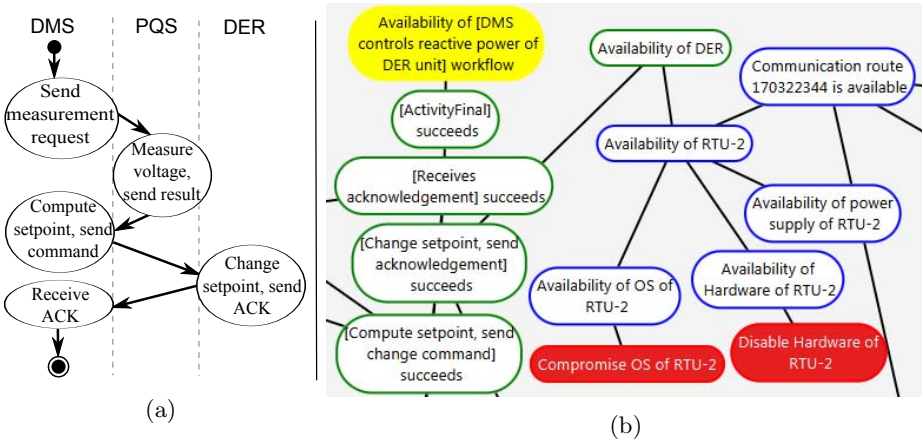 DMS PQS DER
Send
measurement
request
Measure
voltage,
send result
Compute
setpoint, send
command
Change
setpoint, send
ACK
Receive
ACK
(a)
Availability of [DMS
controls reactive power of
DER unit] workflow
Availability of DER
Communication route
170322344 is available
[ActivityFinal]
succeeds
Availability of RTU-2
[Receives
acknowledgement] succeeds
Availability of power
supply of RTU-2
[Change setpoint, send
acknowledgement]
succeeds
Availability of OS of
RTU-2
Availability of
Hardware of RTU-2
[Compute setpoint, send
change command]
succeeds
Compromise OS of RTU-2
Disable Hardware of
RTU-2
(b)